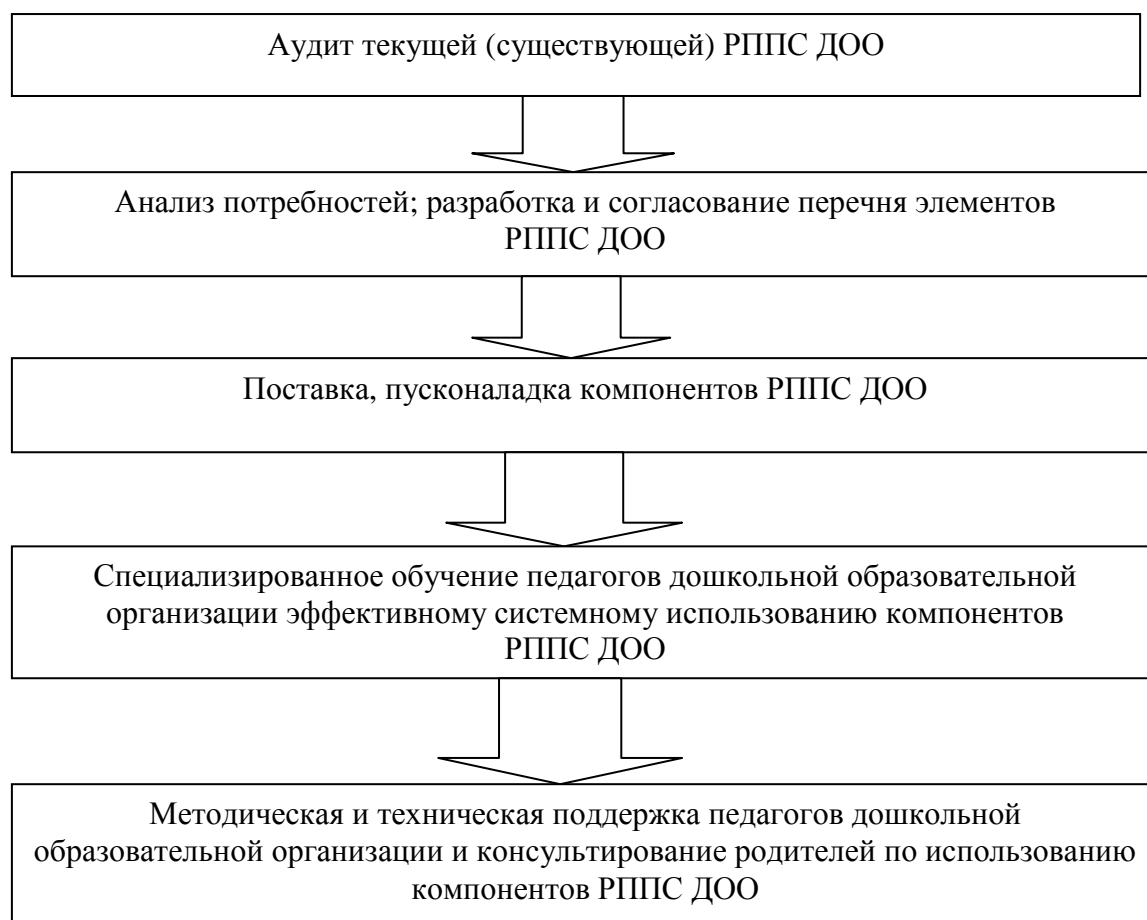 Аудит текущей (существующей) РППС ДОО
Анализ потребностей; разработка и согласование перечня элементов
РППС ДОО
Поставка, пусконаладка компонентов РППС ДОО
Специализированное обучение педагогов дошкольной образовательной
организации эффективному системному использованию компонентов
РППС ДОО
Методическая и техническая поддержка педагогов дошкольной
образовательной организации и консультирование родителей по использованию
компонентов РППС ДОО